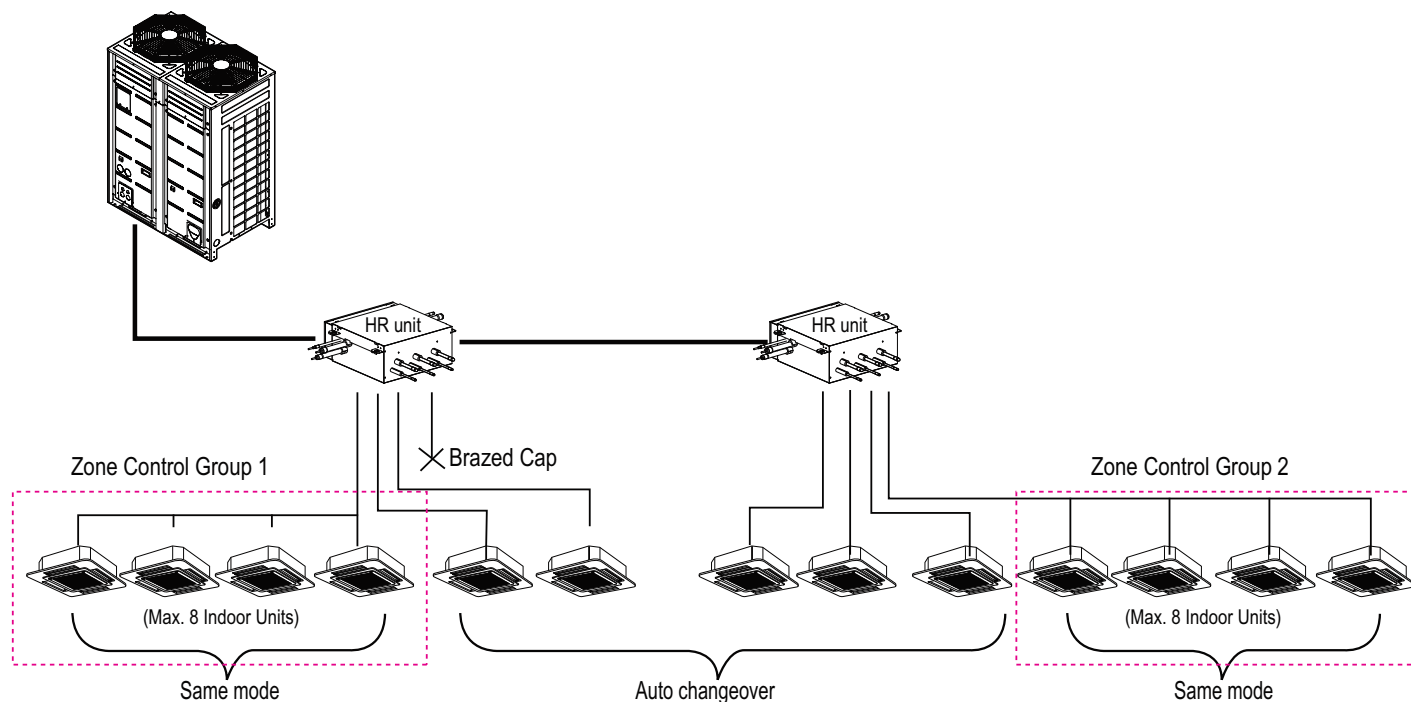 HR unit
HR unit
Brazed Cap
Zone Control Group 1
Zone Control Group 2
(Max. 8 Indoor Units)
(Max. 8 Indoor Units)
Same mode
Auto changeover
Same mode